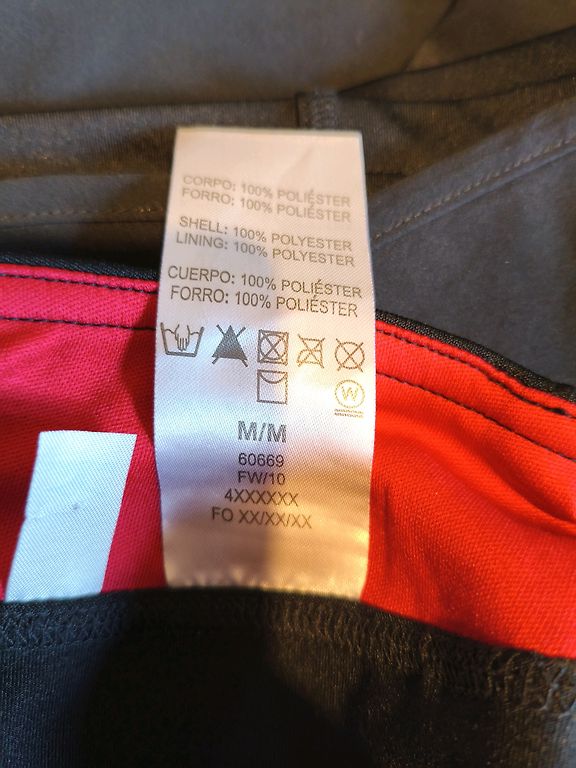 CORPO: 100% POLIÉSTER
FORRO: 100% POLIÉSTER
SHELL: 100% POLYESTER
LINING: 100% POLYESTER
CUERPO: 100% POLIÉSTER
FORRO: 100% POLIÉSTER
W
M/M
60669
FW/10
4XXXXXX
FO XX/XX/XX